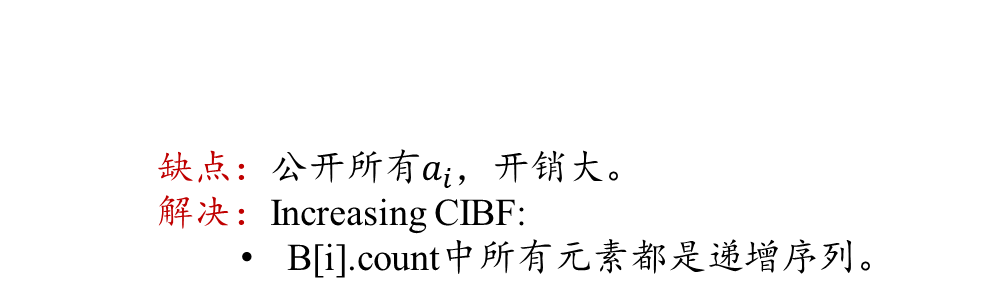 缺点：公开所有aᵢ，开销大。
解决：Increasing CIBF:
• B[i].count中所有元素都是递增序列。